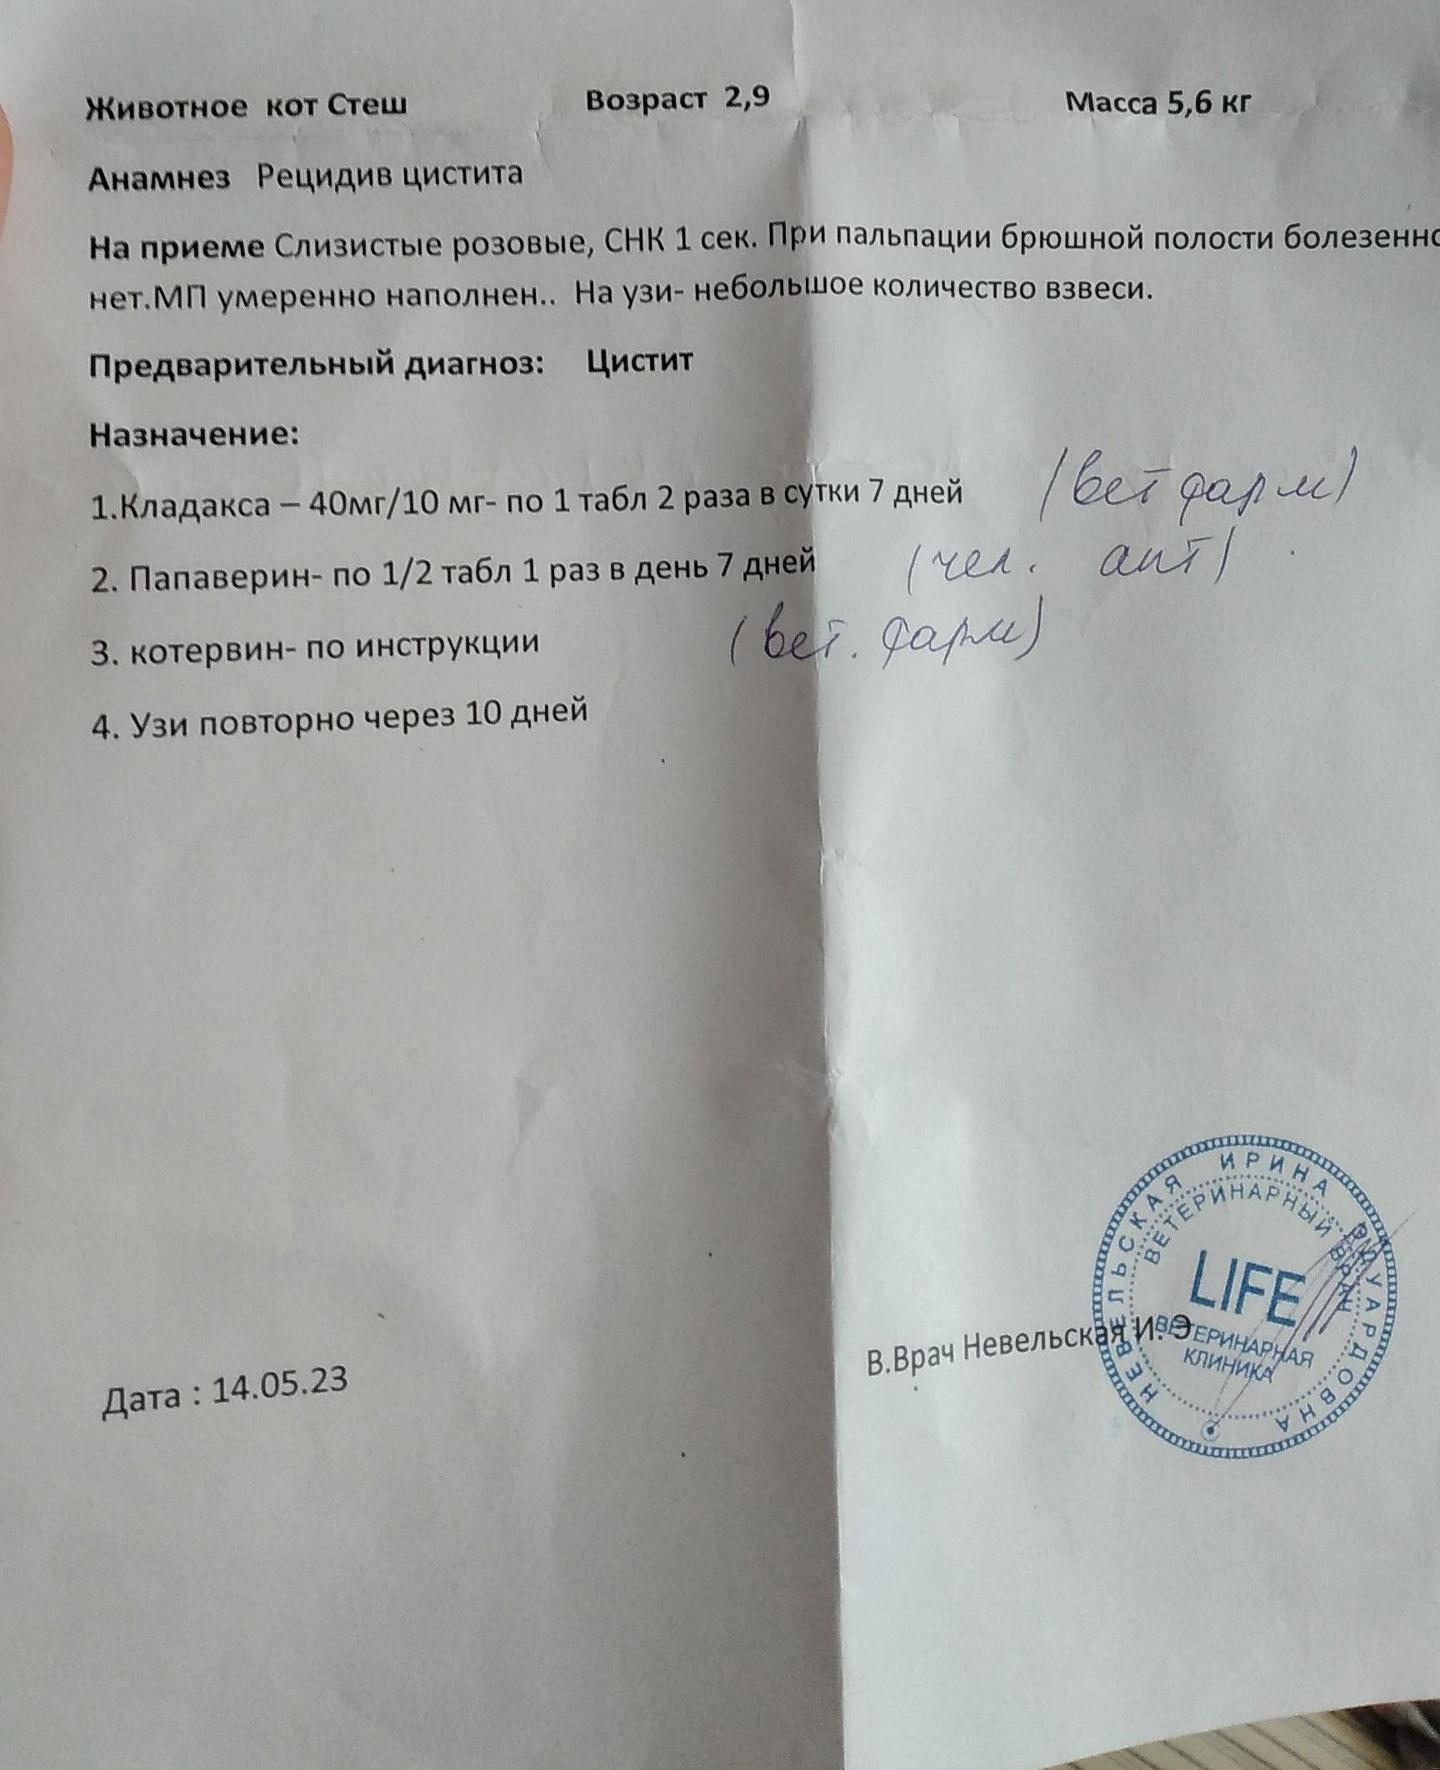 Животное кот Стеш Возраст 2,9 Масса 5,6 кг
Анамнез Рецидив цистита
На приеме Слизистые розовые, СНК 1 сек. При пальпации брюшной полости болезенно
нет.МП умеренно наполнен.. На узи- небольшое количество взвеси.
Предварительный диагноз: Цистит
Назначение:
1.Кладакса – 40мг/10 мг- по 1 табл 2 раза в сутки 7 дней (вет фарм)
2. Папаверин- по 1/2 табл 1 раз в день 7 дней (чел. апт)
3. котервин- по инструкции (вет. фарм)
4. Узи повторно через 10 дней
НЕВЕЛЬСКАЯ ИРИНА ЭДУАРДОВНА
ВЕТЕРИНАРНЫЙ ВРАЧ
LIFE
ВЕТЕРИНАРНАЯ
КЛИНИКА
В.Врач Невельская И. Э
Дата : 14.05.23